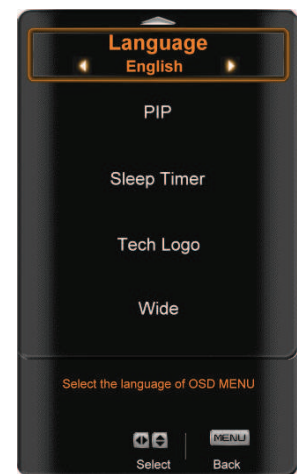 Language
English
PIP
Sleep Timer
Tech Logo
Wide
Select the language of OSD MENU
MENU
Select Back